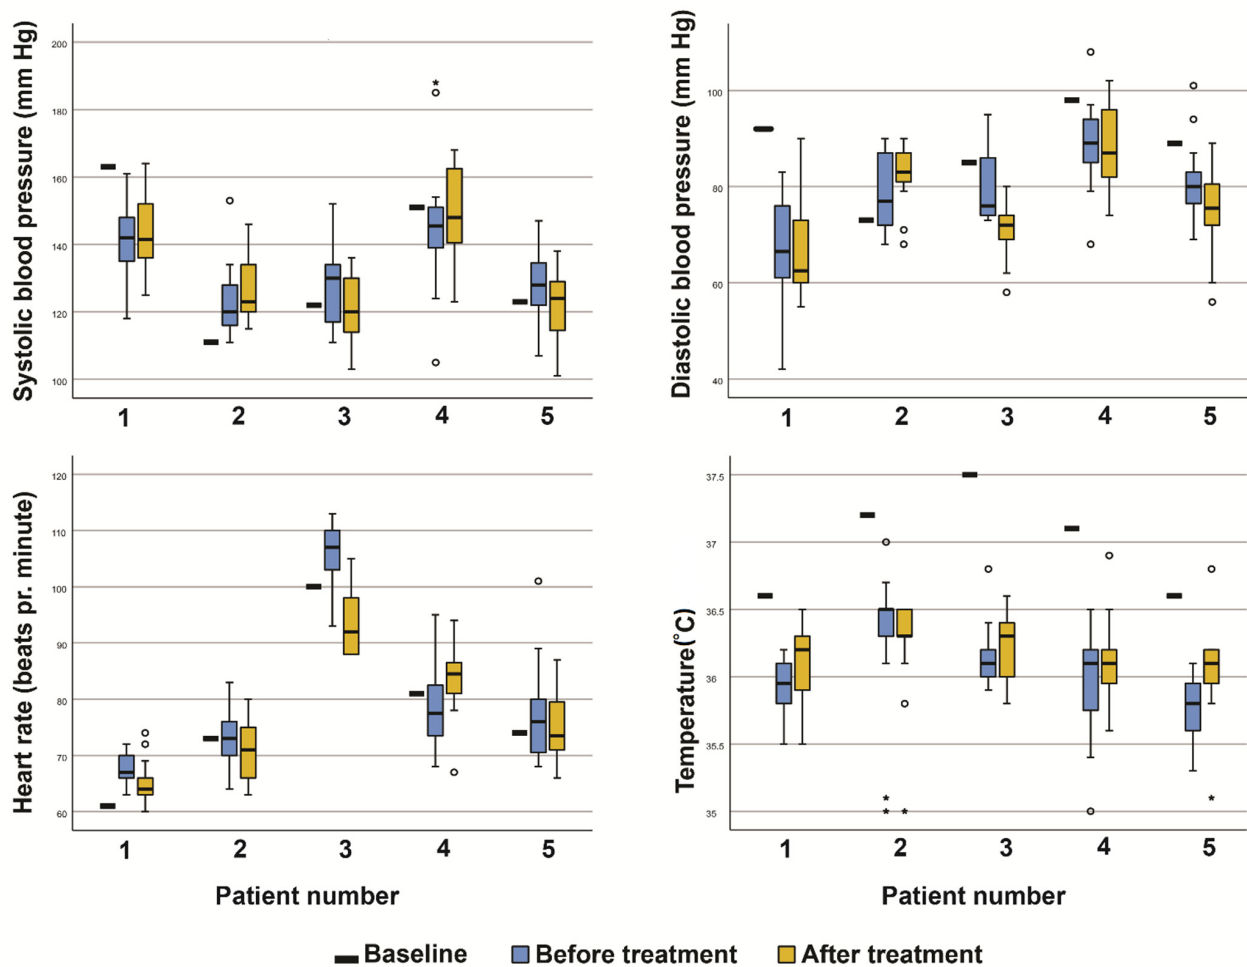 Systolic blood pressure (mm Hg)
200
180
160
140
120
100
1 2 3 4 5
Diastolic blood pressure (mm Hg)
100
80
60
40
1 2 3 4 5
Heart rate (beats pr. minute)
120
110
100
90
80
70
60
1 2 3 4 5
Patient number
Temperature(°C)
37.5
37
36.5
36
35.5
35
1 2 3 4 5
Patient number
Baseline Before treatment After treatment